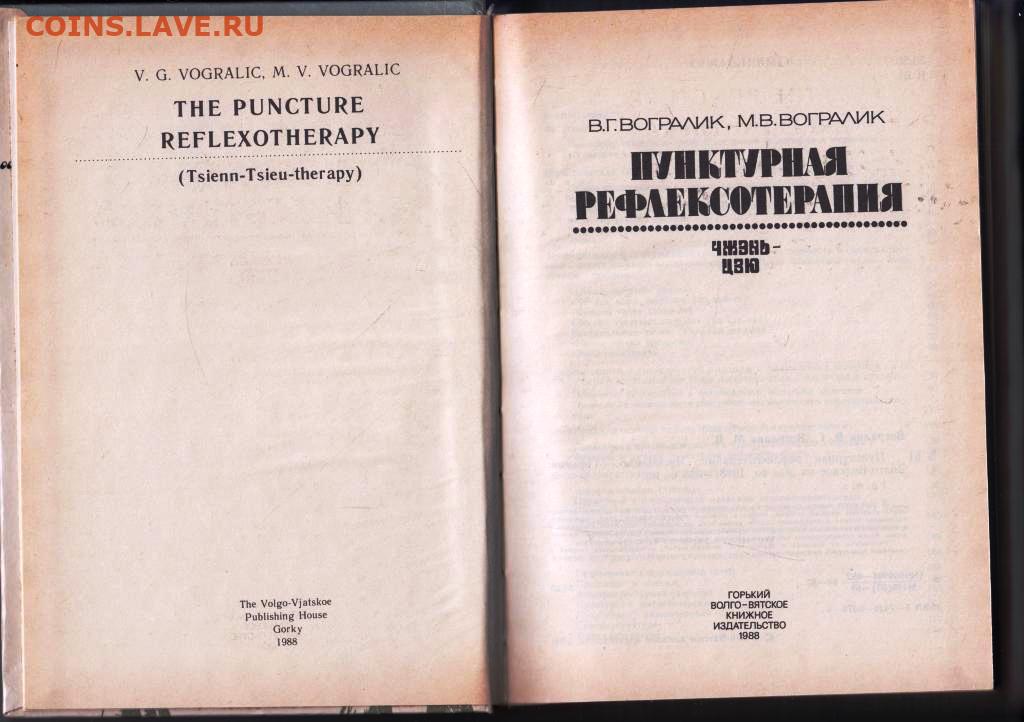 COINS.LAVE.RU
V. G. VOGRALIC, M. V. VOGRALIC
THE PUNCTURE
REFLEXOTHERAPY
(Tsienn-Tsieu-therapy)
The Volgo-Vjatskoe
Publishing House
Gorky
1988
В.Г. ВОГРАЛИК, М.В. ВОГРАЛИК
ПУНКТУРНАЯ
РЕФЛЕКСОТЕРАПИЯ
ЧЖЭНЬ-
ЦЗЮ
ГОРЬКИЙ
ВОЛГО-ВЯТСКОЕ
КНИЖНОЕ
ИЗДАТЕЛЬСТВО
1988